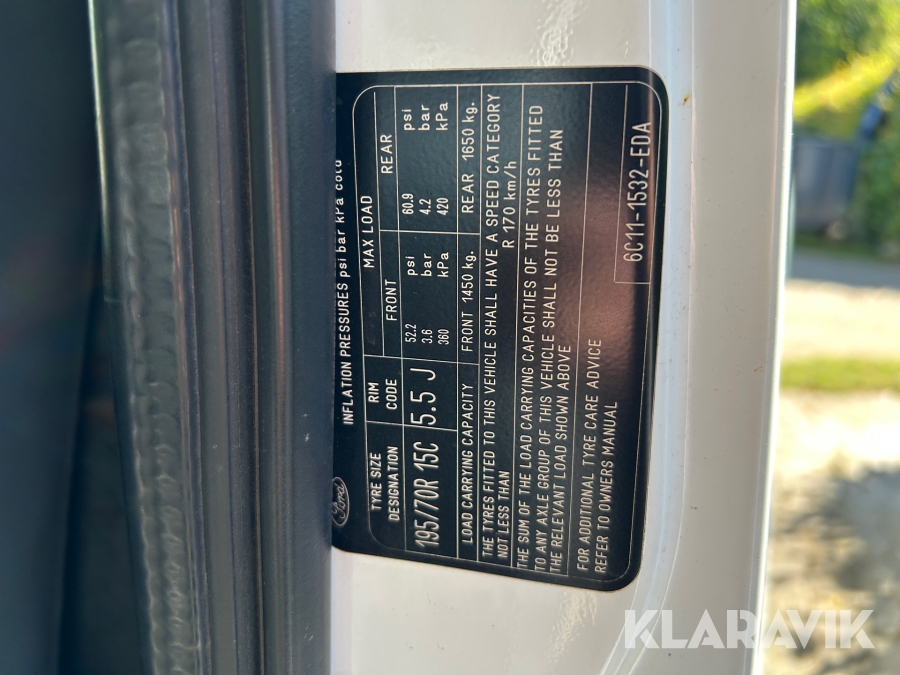 Ford
INFLATION PRESSURES psi bar kPa cold
TYRE SIZE DESIGNATION RIM CODE MAX LOAD
FRONT REAR
195/70R 15C 5.5 J 52.2 psi 60.9 psi
3.6 bar 4.2 bar
360 kPa 420 kPa
LOAD CARRYING CAPACITY FRONT 1450 kg. REAR 1650 kg.
THE TYRES FITTED TO THIS VEHICLE SHALL HAVE A SPEED CATEGORY
NOT LESS THAN R 170 km/h
THE SUM OF THE LOAD CARRYING CAPACITIES OF THE TYRES FITTED
TO ANY AXLE GROUP OF THIS VEHICLE SHALL NOT BE LESS THAN
THE RELEVANT LOAD SHOWN ABOVE
FOR ADDITIONAL TYRE CARE ADVICE
REFER TO OWNERS MANUAL
6C11-1532-EDA
KLARAVIK